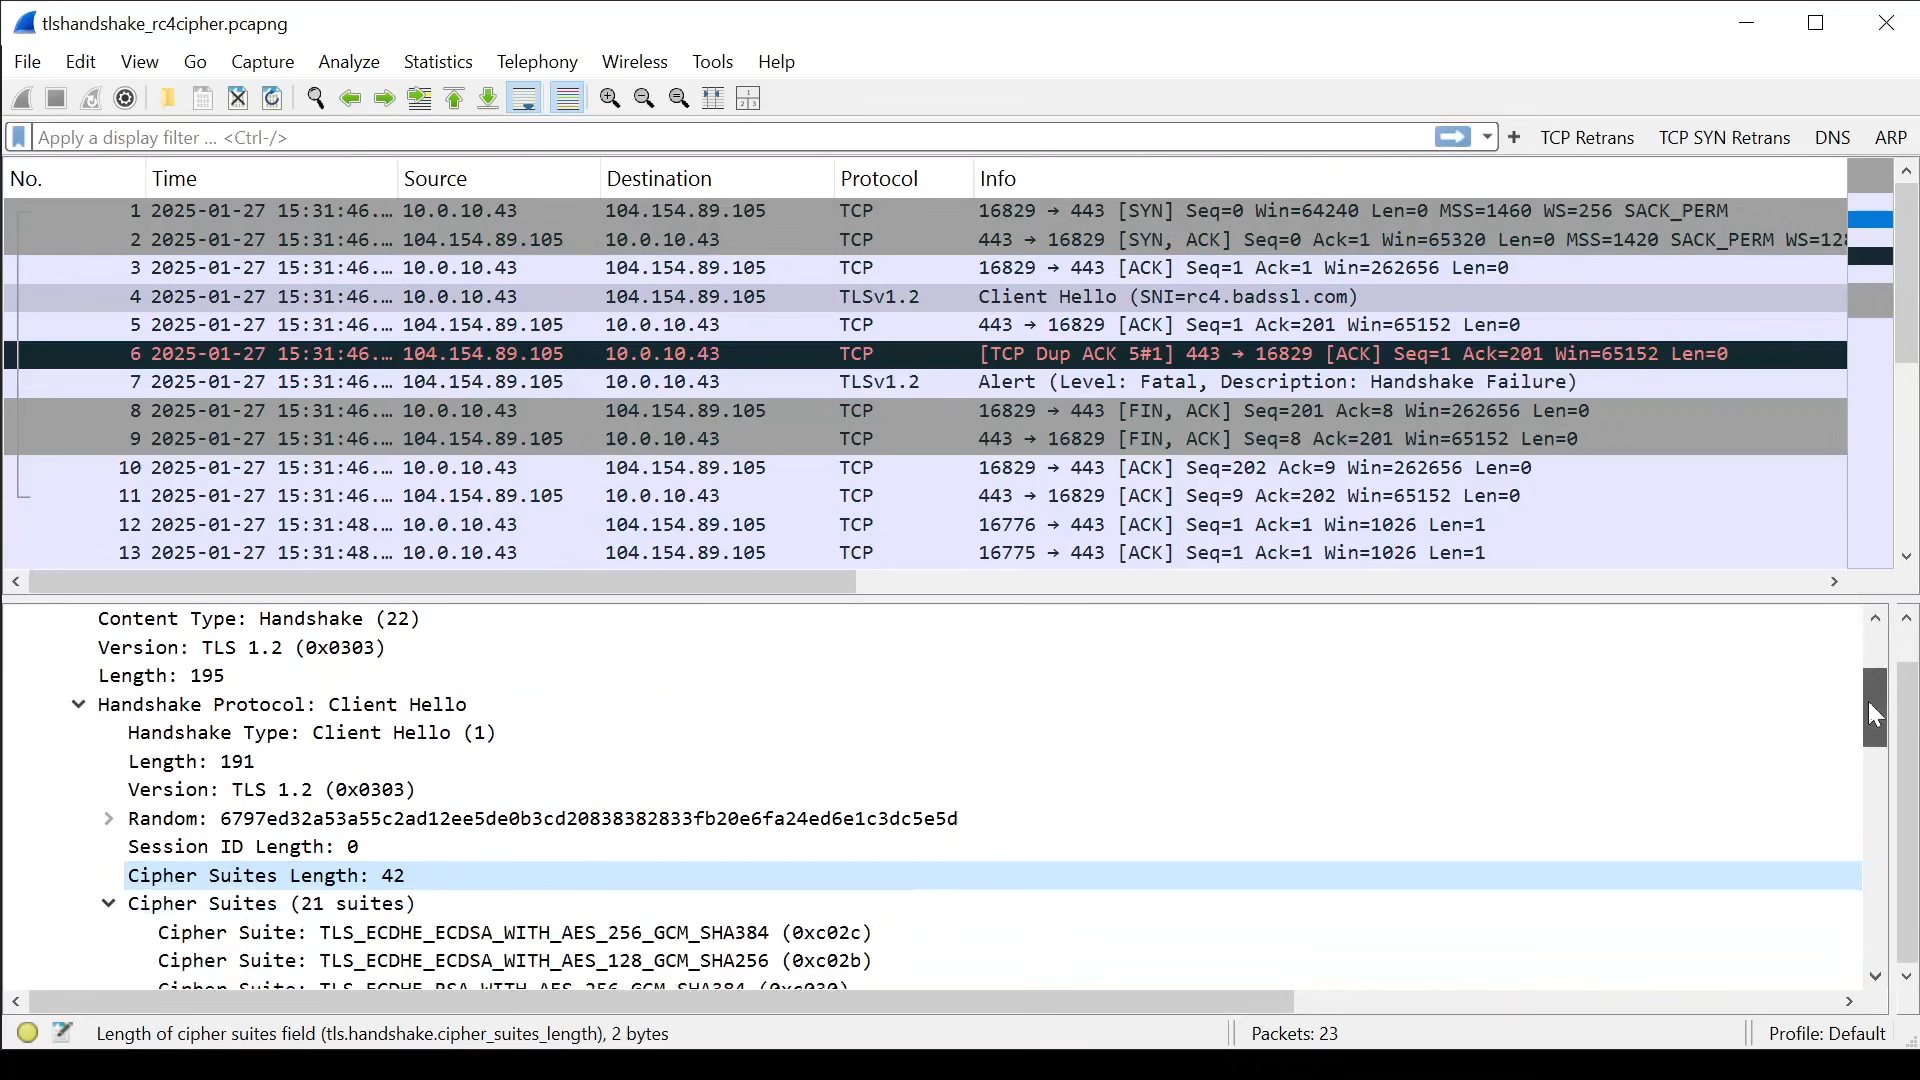 tlshandshake_rc4cipher.pcapng
File Edit View Go Capture Analyze Statistics Telephony Wireless Tools Help
Apply a display filter ... <Ctrl-/> + TCP Retrans TCP SYN Retrans DNS ARP
No. Time Source Destination Protocol Info
1 2025-01-27 15:31:46.… 10.0.10.43 104.154.89.105 TCP 16829 → 443 [SYN] Seq=0 Win=64240 Len=0 MSS=1460 WS=256 SACK_PERM
2 2025-01-27 15:31:46.… 104.154.89.105 10.0.10.43 TCP 443 → 16829 [SYN, ACK] Seq=0 Ack=1 Win=65320 Len=0 MSS=1420 SACK_PERM WS=128
3 2025-01-27 15:31:46.… 10.0.10.43 104.154.89.105 TCP 16829 → 443 [ACK] Seq=1 Ack=1 Win=262656 Len=0
4 2025-01-27 15:31:46.… 10.0.10.43 104.154.89.105 TLSv1.2 Client Hello (SNI=rc4.badssl.com)
5 2025-01-27 15:31:46.… 104.154.89.105 10.0.10.43 TCP 443 → 16829 [ACK] Seq=1 Ack=201 Win=65152 Len=0
6 2025-01-27 15:31:46.… 104.154.89.105 10.0.10.43 TCP [TCP Dup ACK 5#1] 443 → 16829 [ACK] Seq=1 Ack=201 Win=65152 Len=0
7 2025-01-27 15:31:46.… 104.154.89.105 10.0.10.43 TLSv1.2 Alert (Level: Fatal, Description: Handshake Failure)
8 2025-01-27 15:31:46.… 10.0.10.43 104.154.89.105 TCP 16829 → 443 [FIN, ACK] Seq=201 Ack=8 Win=262656 Len=0
9 2025-01-27 15:31:46.… 104.154.89.105 10.0.10.43 TCP 443 → 16829 [FIN, ACK] Seq=8 Ack=201 Win=65152 Len=0
10 2025-01-27 15:31:46.… 10.0.10.43 104.154.89.105 TCP 16829 → 443 [ACK] Seq=202 Ack=9 Win=262656 Len=0
11 2025-01-27 15:31:46.… 104.154.89.105 10.0.10.43 TCP 443 → 16829 [ACK] Seq=9 Ack=202 Win=65152 Len=0
12 2025-01-27 15:31:48.… 10.0.10.43 104.154.89.105 TCP 16776 → 443 [ACK] Seq=1 Ack=1 Win=1026 Len=1
13 2025-01-27 15:31:48.… 10.0.10.43 104.154.89.105 TCP 16775 → 443 [ACK] Seq=1 Ack=1 Win=1026 Len=1
Content Type: Handshake (22)
Version: TLS 1.2 (0x0303)
Length: 195
Handshake Protocol: Client Hello
Handshake Type: Client Hello (1)
Length: 191
Version: TLS 1.2 (0x0303)
Random: 6797ed32a53a55c2ad12ee5de0b3cd20838382833fb20e6fa24ed6e1c3dc5e5d
Session ID Length: 0
Cipher Suites Length: 42
Cipher Suites (21 suites)
Cipher Suite: TLS_ECDHE_ECDSA_WITH_AES_256_GCM_SHA384 (0xc02c)
Cipher Suite: TLS_ECDHE_ECDSA_WITH_AES_128_GCM_SHA256 (0xc02b)
Cipher Suite: TLS_ECDHE_RSA_WITH_AES_256_GCM_SHA384 (0xc030)
Length of cipher suites field (tls.handshake.cipher_suites_length), 2 bytes Packets: 23 Profile: Default